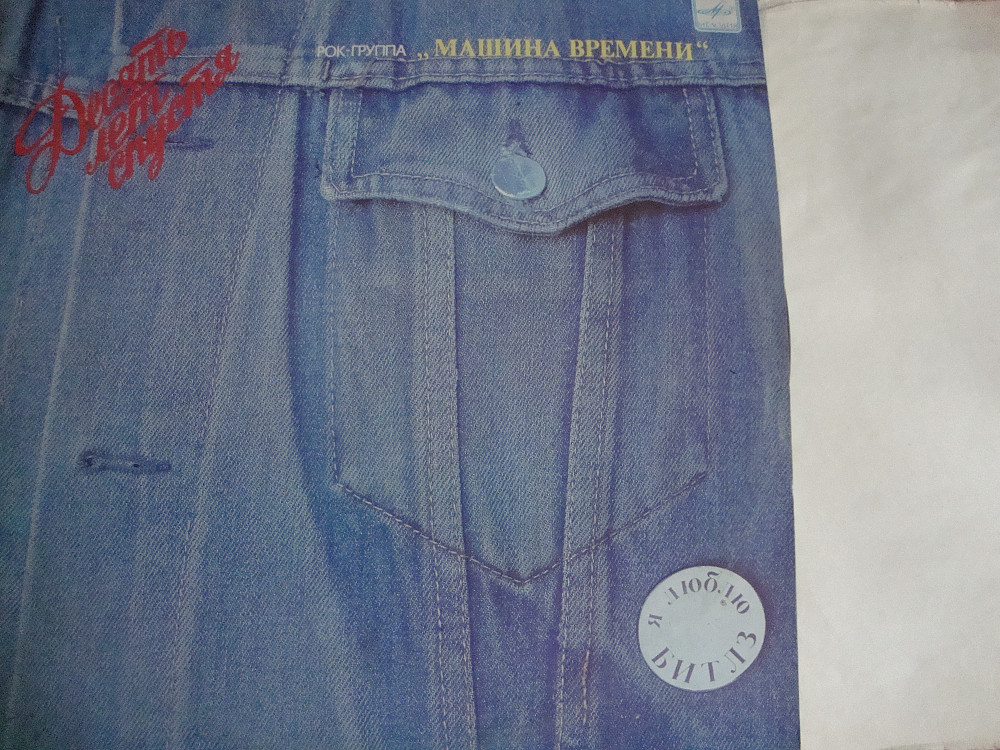 Десять
лет
спустя
РОК-ГРУППА „МАШИНА ВРЕМЕНИ“
Я ЛЮБЛЮ
БИТЛЗ